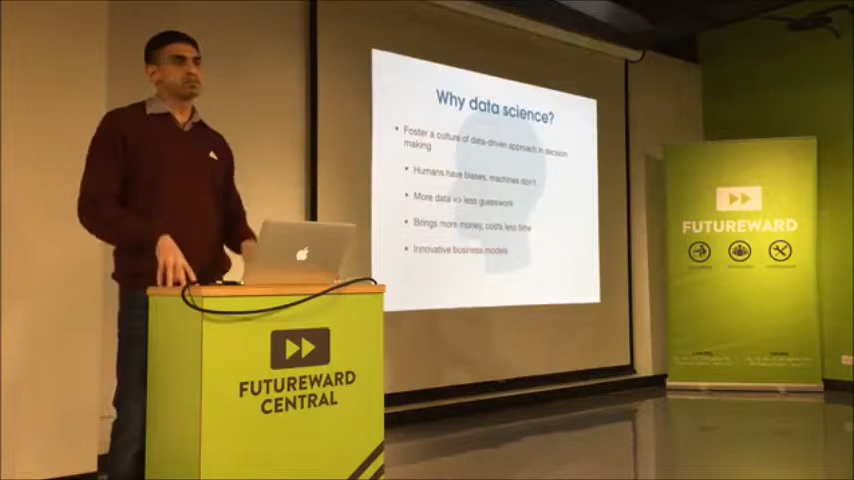 Why data science?
• Foster a culture of data-driven approach in decision
making
• Humans have biases, machines don't
• More data => less guesswork
• Brings more money, costs less time
• Innovative business models
FUTUREWARD
FUTUREWARD
CENTRAL